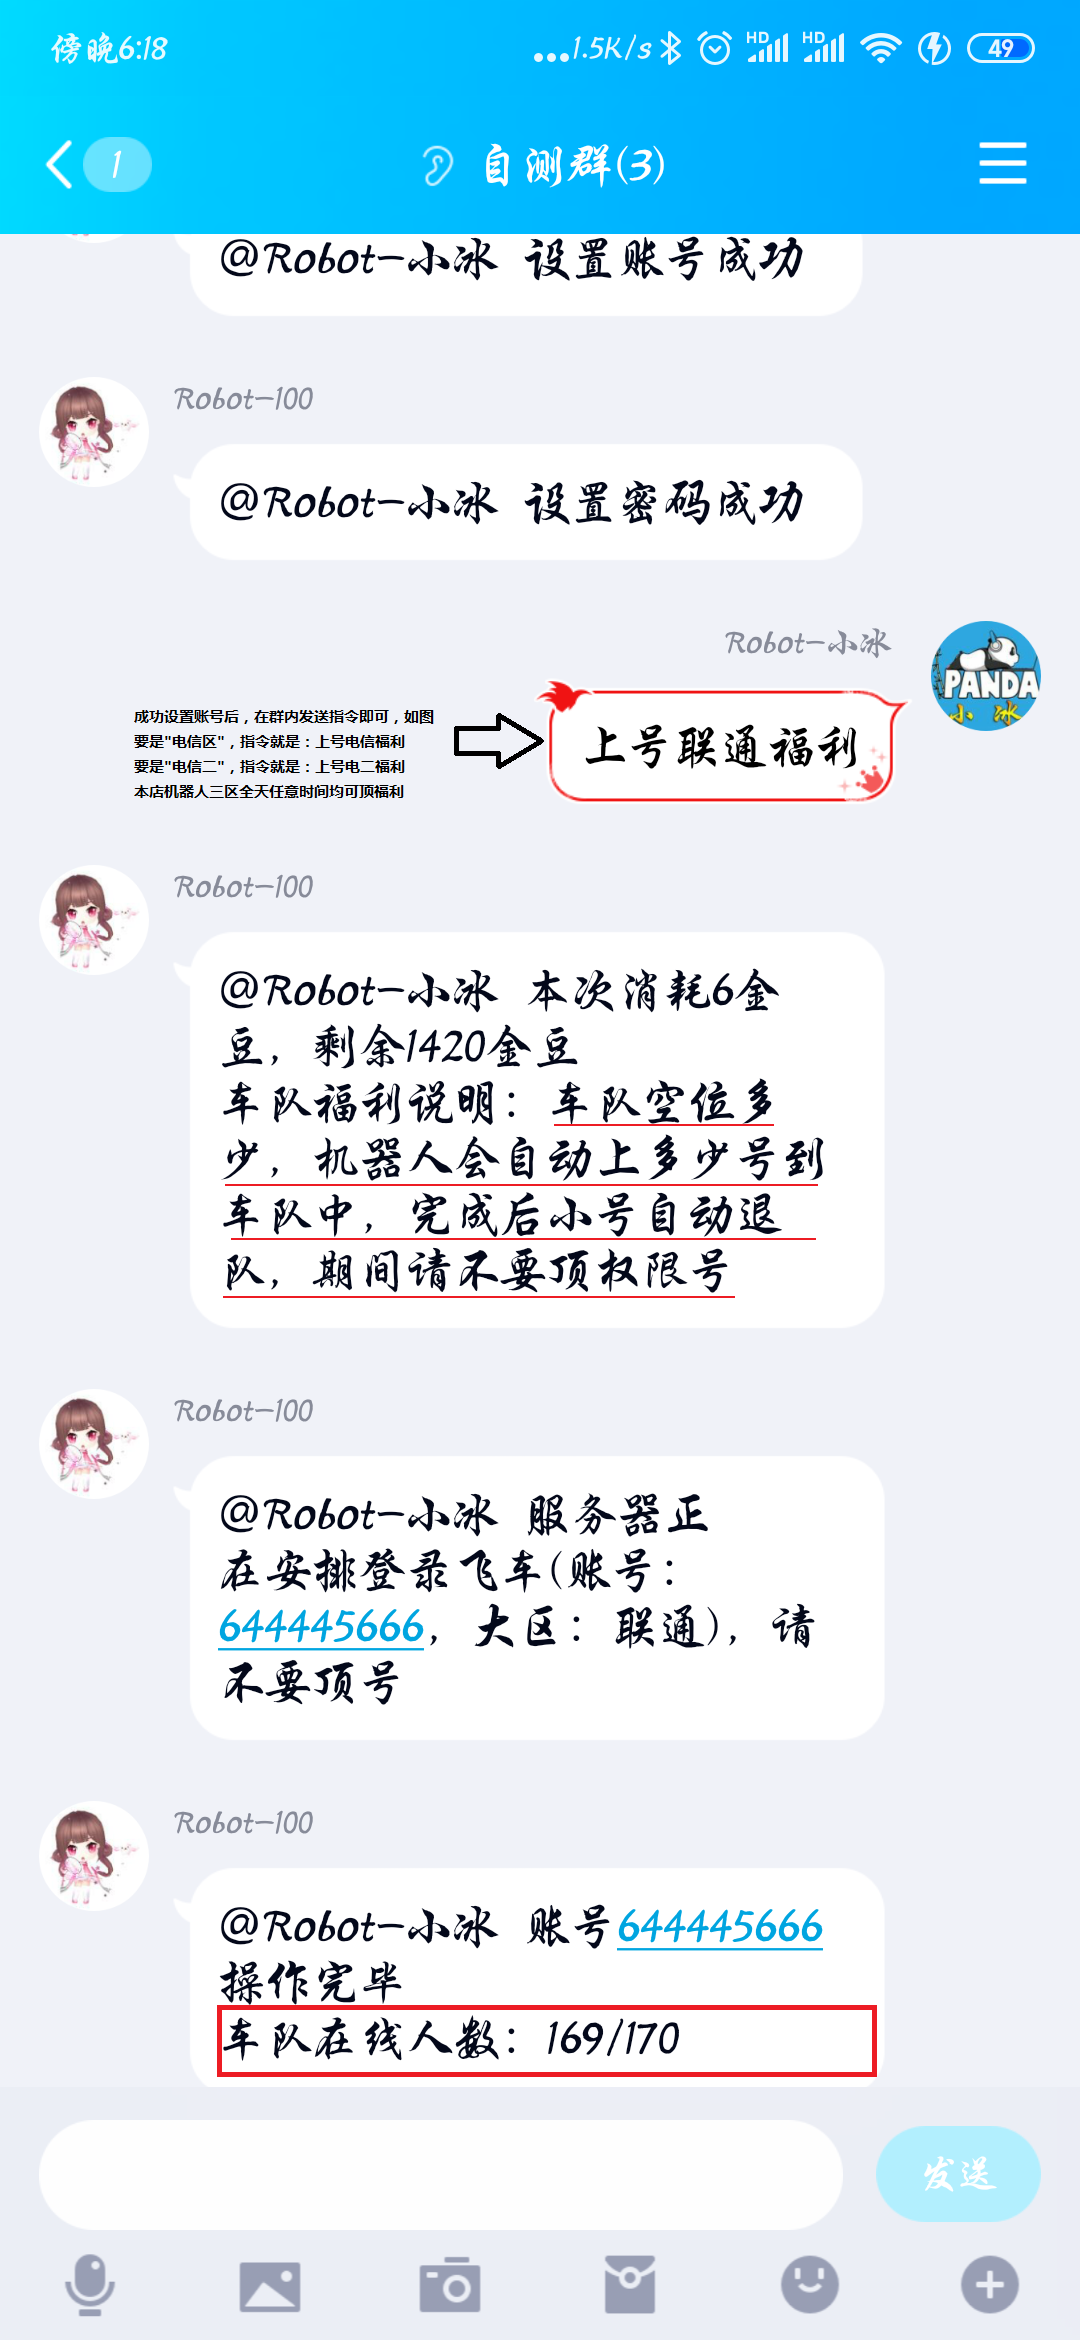 傍晚6:18
...1.5K/s
HD
HD
49
1
自测群(3)
@Robot-小冰 设置账号成功
Robot-100
@Robot-小冰 设置密码成功
Robot-小冰
PANDA
小 冰
成功设置账号后，在群内发送指令即可，如图
要是"电信区"，指令就是：上号电信福利
要是"电信二"，指令就是：上号电二福利
本店机器人三区全天任意时间均可顶福利
上号联通福利
Robot-100
@Robot-小冰 本次消耗6金
豆，剩余1420金豆
车队福利说明：车队空位多
少，机器人会自动上多少号到
车队中，完成后小号自动退
队，期间请不要顶权限号
Robot-100
@Robot-小冰 服务器正
在安排登录飞车(账号：
644445666，大区：联通)，请
不要顶号
Robot-100
@Robot-小冰 账号644445666
操作完毕
车队在线人数：169/170
发送